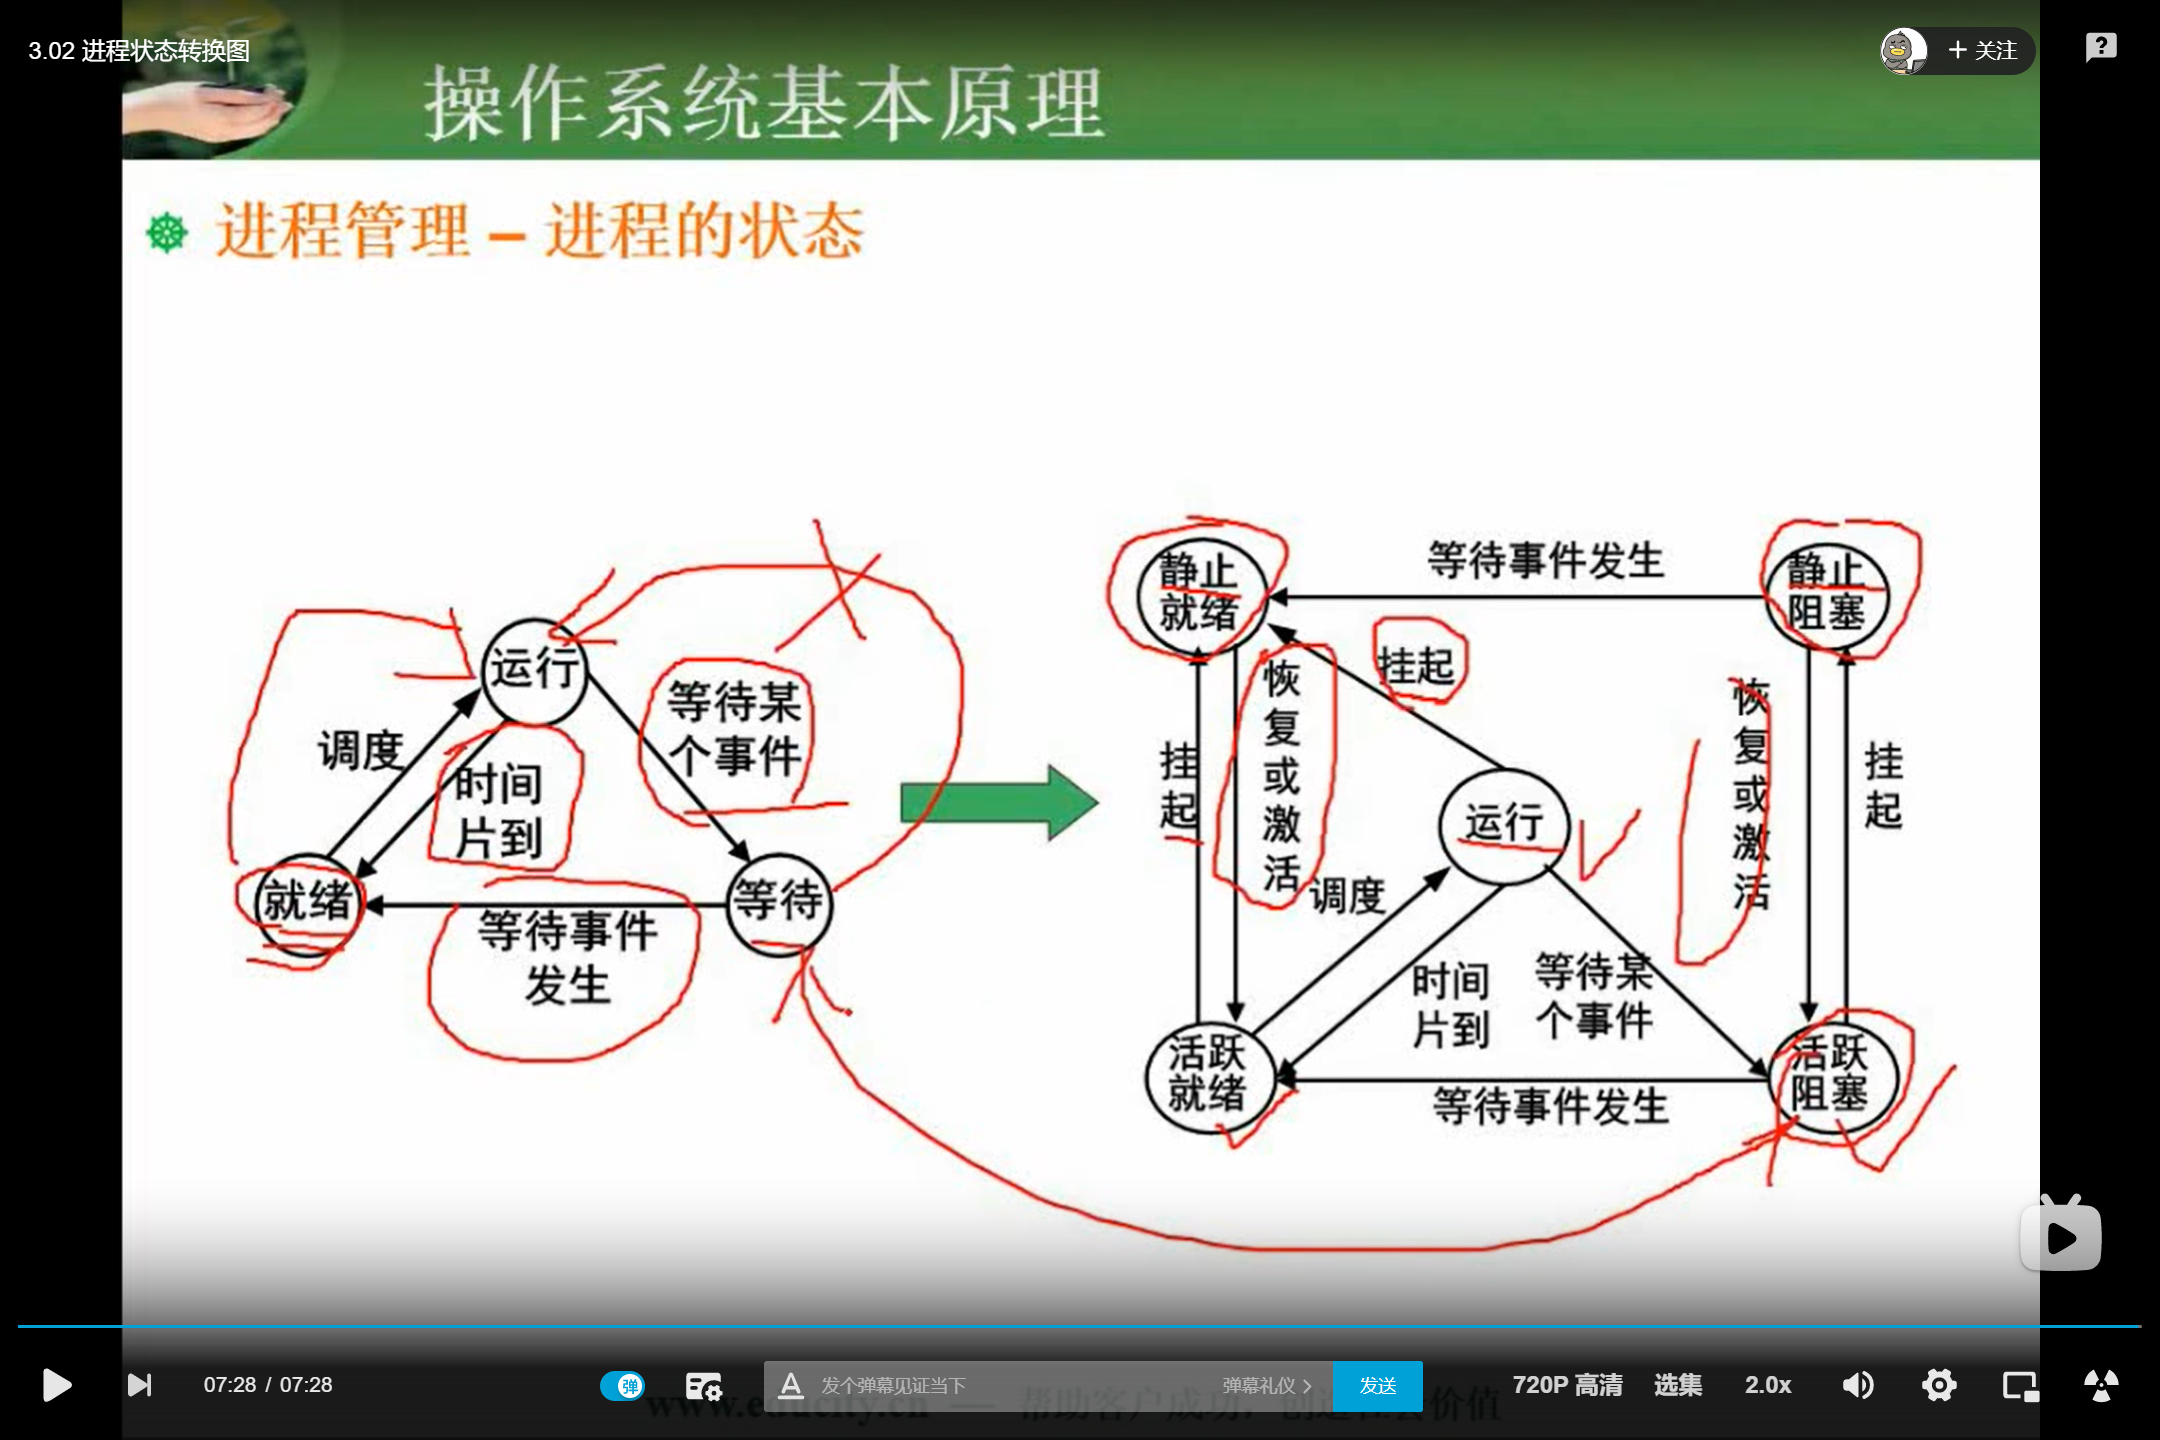 3.02 进程状态转换图
+ 关注
操作系统基本原理
进程管理 – 进程的状态
运行
等待某
个事件
调度
时间
片到
就绪
等待
等待事件
发生
静止
就绪
等待事件发生
静止
阻塞
挂起
恢复或激活
挂起
运行
恢复或激活
挂起
调度
时间
片到
等待某
个事件
活跃
就绪
等待事件发生
活跃
阻塞
07:28 / 07:28
弹
发个弹幕见证当下
弹幕礼仪 >
发送
720P 高清
选集
2.0x
www.educity.cn — 帮助客户成功，创造社会价值